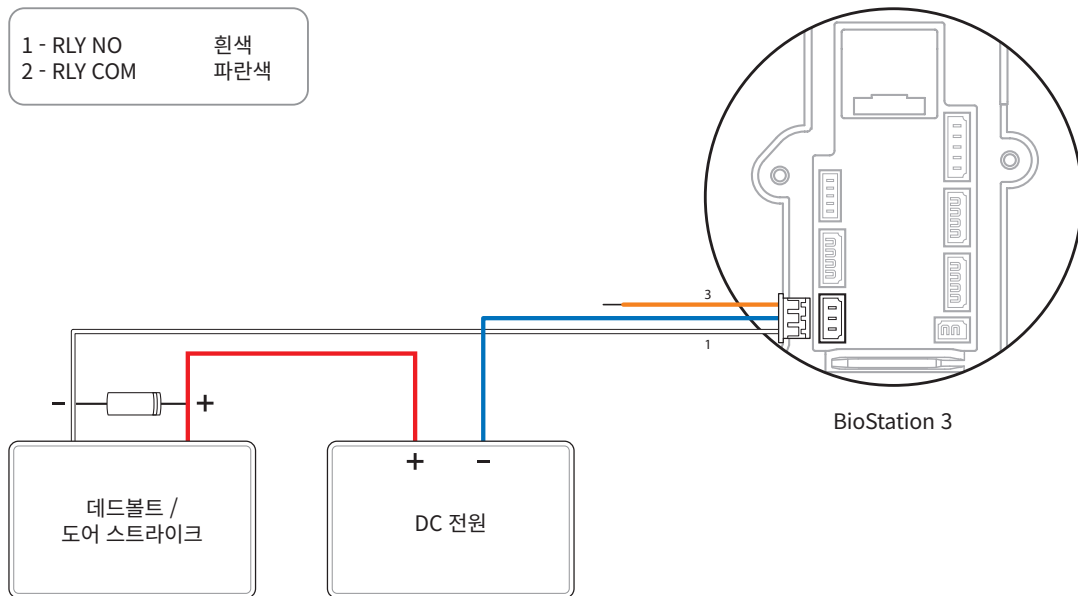 1 - RLY NO 흰색
2 - RLY COM 파란색
3
1
BioStation 3
- +
+ -
데드볼트 /
도어 스트라이크
DC 전원